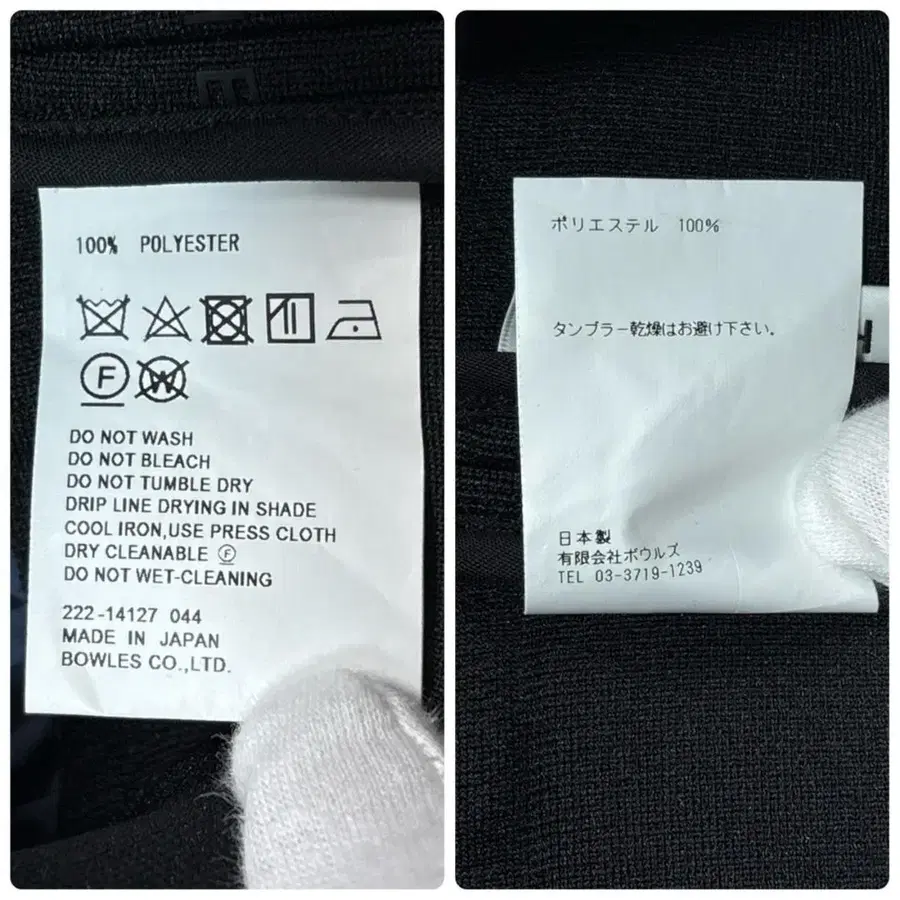 100% POLYESTER
F W
DO NOT WASH
DO NOT BLEACH
DO NOT TUMBLE DRY
DRIP LINE DRYING IN SHADE
COOL IRON,USE PRESS CLOTH
DRY CLEANABLE Ⓕ
DO NOT WET-CLEANING
222-14127 044
MADE IN JAPAN
BOWLES CO.,LTD.
ポリエステル 100%
タンブラー乾燥はお避け下さい。
日本製
有限会社ボウルズ
TEL 03-3719-1239